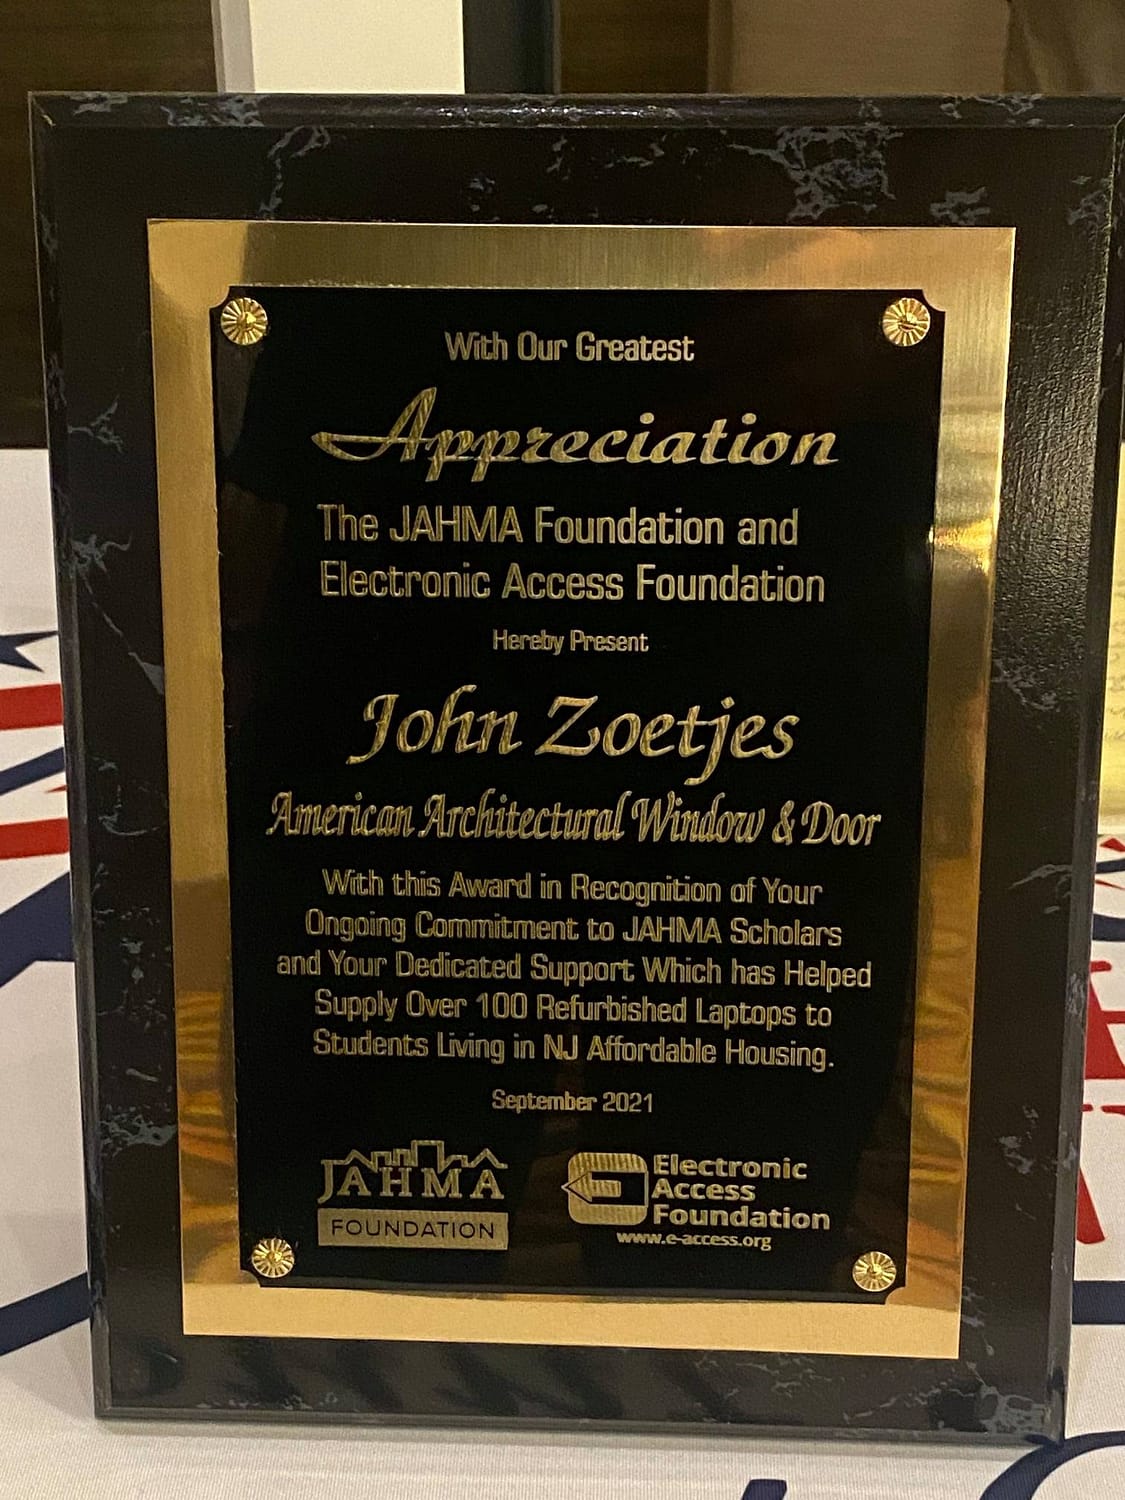 With Our Greatest
Appreciation
The JAHMA Foundation and
Electronic Access Foundation
Hereby Present
John Zoetjes
American Architectural Window & Door
With this Award in Recognition of Your
Ongoing Commitment to JAHMA Scholars
and Your Dedicated Support Which has Helped
Supply Over 100 Refurbished Laptops to
Students Living in NJ Affordable Housing.
September 2021
JAHMA
FOUNDATION
Electronic
Access
Foundation
www.e-access.org